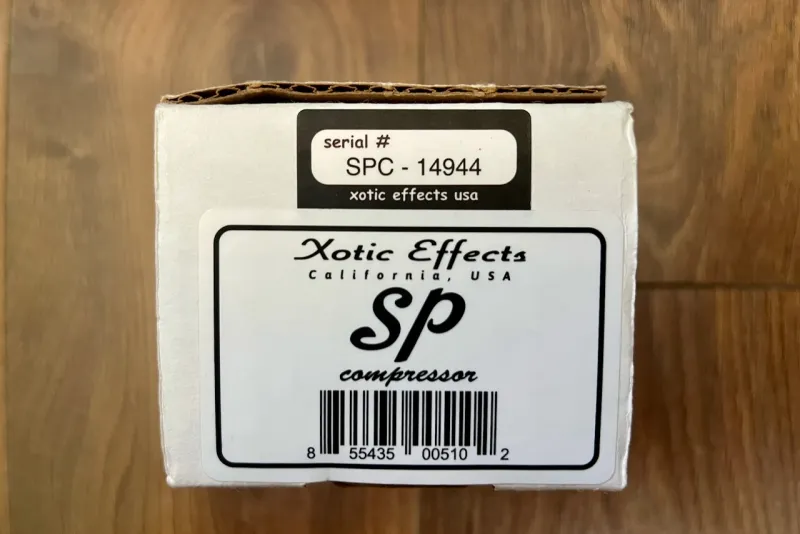 serial #
SPC - 14944
xotic effects usa
Xotic Effects
California, USA
SP
compressor
8 55435 00510 2